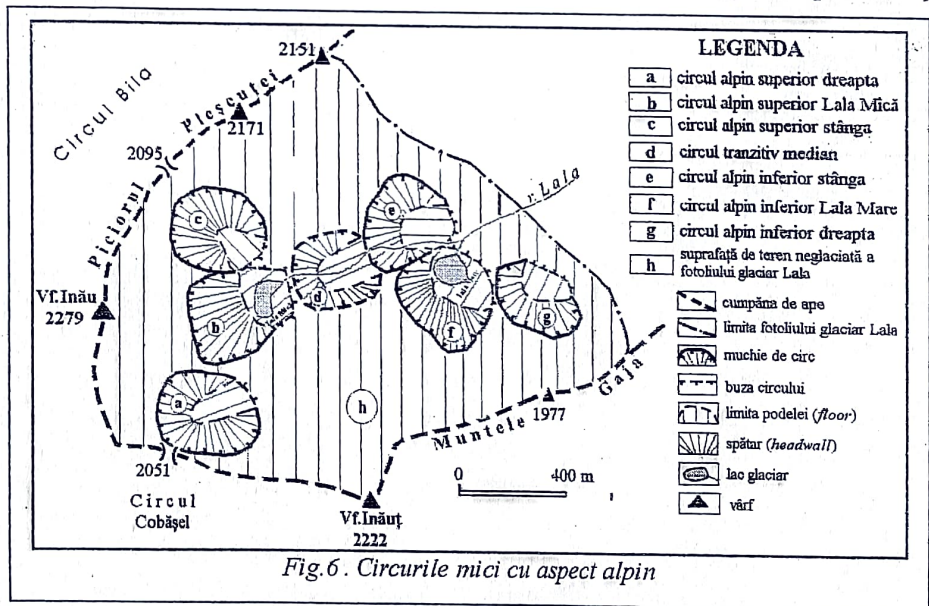 2151
LEGENDA
Circul Bila
Piciorul Pleșcuței
2171
2095
Vf.Inău
2279
c
e
r.Lala
b
d
f
g
a
h
2051
Circul
Cobășel
Muntele Gaja
1977
Vf.Inăuț
2222
0 400 m
a circul alpin superior dreapta
b circul alpin superior Lala Mică
c circul alpin superior stânga
d circul tranzitiv median
e circul alpin inferior stânga
f circul alpin inferior Lala Mare
g circul alpin inferior dreapta
h suprafață de teren neglaciată a
fotoliului glaciar Lala
cumpăna de ape
limita fotoliului glaciar Lala
muchie de circ
buza circului
limita podelei (floor)
spătar (headwall)
lac glaciar
vârf
Fig.6. Circurile mici cu aspect alpin